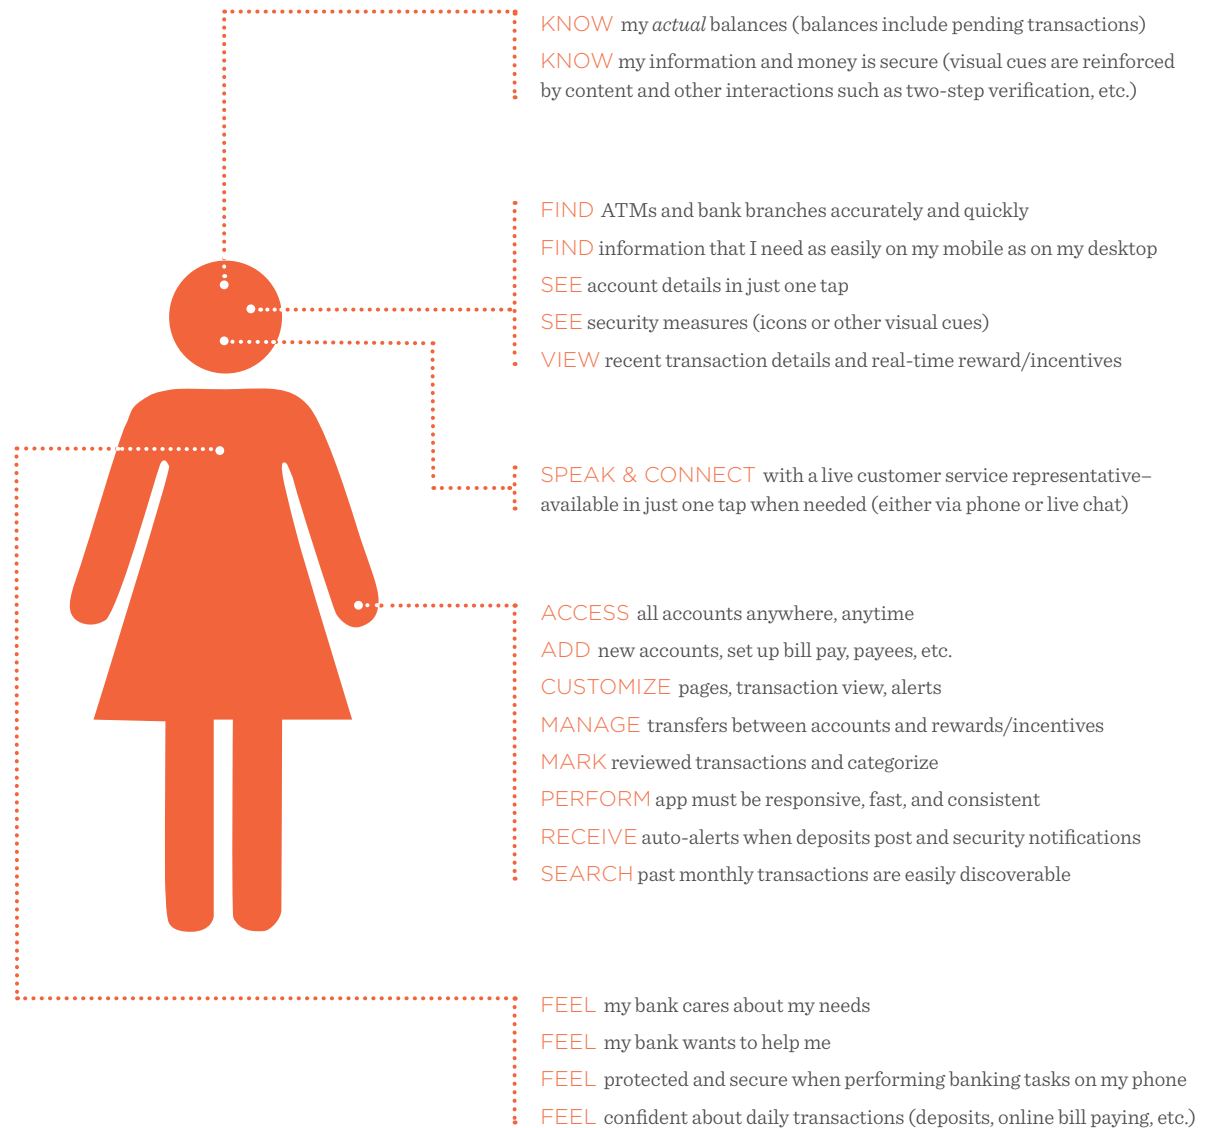 KNOW my actual balances (balances include pending transactions)
KNOW my information and money is secure (visual cues are reinforced
by content and other interactions such as two-step verification, etc.)
FIND ATMs and bank branches accurately and quickly
FIND information that I need as easily on my mobile as on my desktop
SEE account details in just one tap
SEE security measures (icons or other visual cues)
VIEW recent transaction details and real-time reward/incentives
SPEAK & CONNECT with a live customer service representative–
available in just one tap when needed (either via phone or live chat)
ACCESS all accounts anywhere, anytime
ADD new accounts, set up bill pay, payees, etc.
CUSTOMIZE pages, transaction view, alerts
MANAGE transfers between accounts and rewards/incentives
MARK reviewed transactions and categorize
PERFORM app must be responsive, fast, and consistent
RECEIVE auto-alerts when deposits post and security notifications
SEARCH past monthly transactions are easily discoverable
FEEL my bank cares about my needs
FEEL my bank wants to help me
FEEL protected and secure when performing banking tasks on my phone
FEEL confident about daily transactions (deposits, online bill paying, etc.)